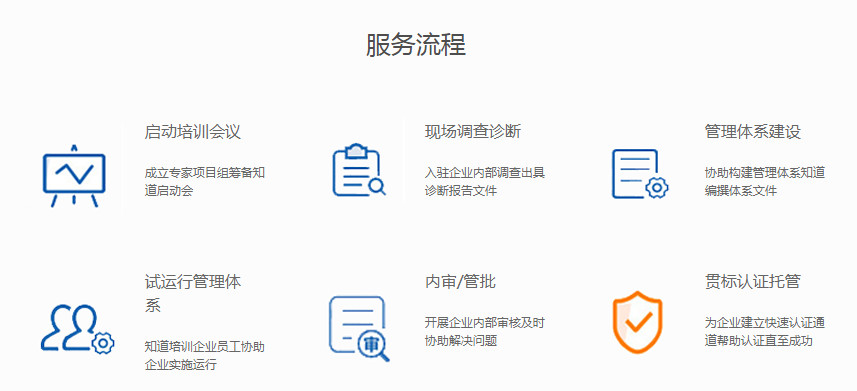 服务流程
启动培训会议
成立专家项目组筹备知
道启动会
现场调查诊断
入驻企业内部调查出具
诊断报告文件
管理体系建设
协助构建管理体系知道
编撰体系文件
试运行管理体
系
知道培训企业员工协助
企业实施运行
内审/管批
开展企业内部审核及时
协助解决问题
审
贯标认证托管
为企业建立快速认证通
道帮助认证直至成功